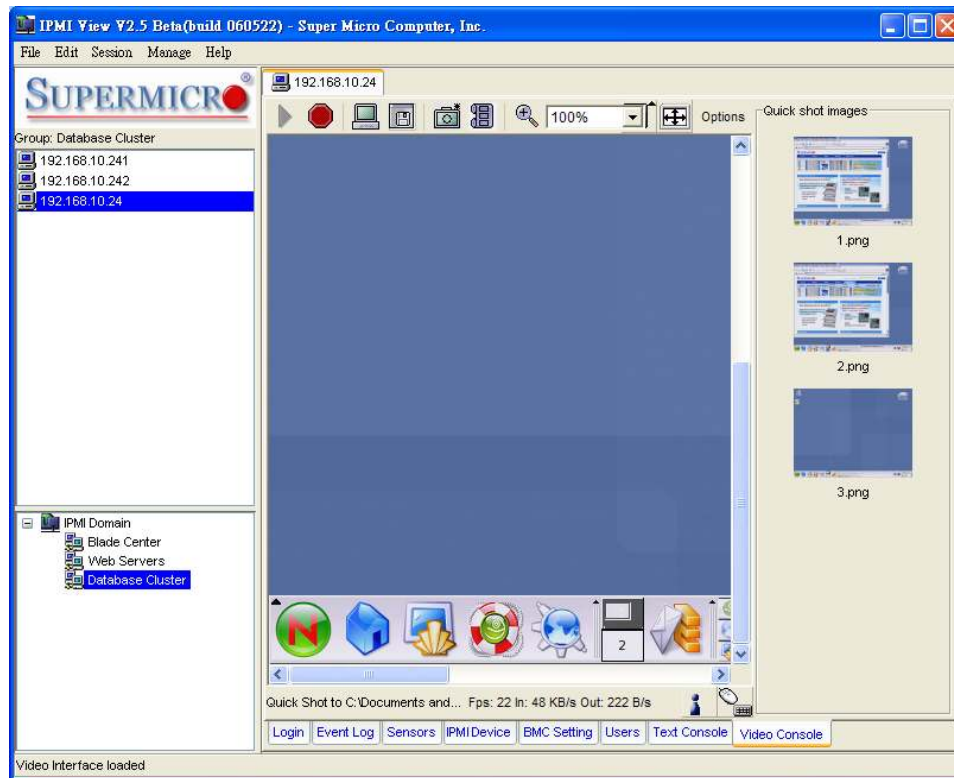 IPMI View V2.5 Beta(build 060522) - Super Micro Computer, Inc.
File Edit Session Manage Help
SUPERMICRO®
Group: Database Cluster
192.168.10.241
192.168.10.242
192.168.10.24
IPMI Domain
Blade Center
Web Servers
Database Cluster
192.168.10.24
100%
Options
2
Quick Shot to C:\Documents and... Fps: 22 In: 48 KB/s Out: 222 B/s
Login Event Log Sensors IPMI Device BMC Setting Users Text Console Video Console
Quick shot images
1.png
2.png
3.png
Video Interface loaded